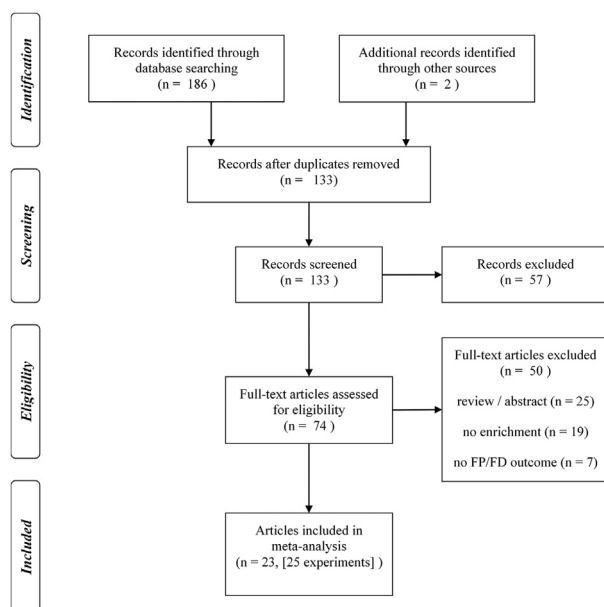 Identification
Records identified through
database searching
(n = 186 )
Additional records identified
through other sources
(n = 2 )
Records after duplicates removed
(n = 133)
Screening
Records screened
(n = 133 )
Records excluded
(n = 57 )
Eligibility
Full-text articles assessed
for eligibility
(n = 74 )
Full-text articles excluded
(n = 50 )
review / abstract (n = 25)
no enrichment (n = 19)
no FP/FD outcome (n = 7)
Included
Articles included in
meta-analysis
(n = 23, [25 experiments] )